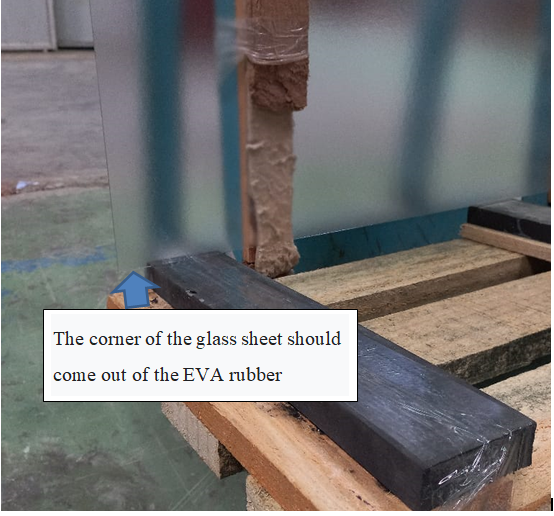 The corner of the glass sheet should
come out of the EVA rubber